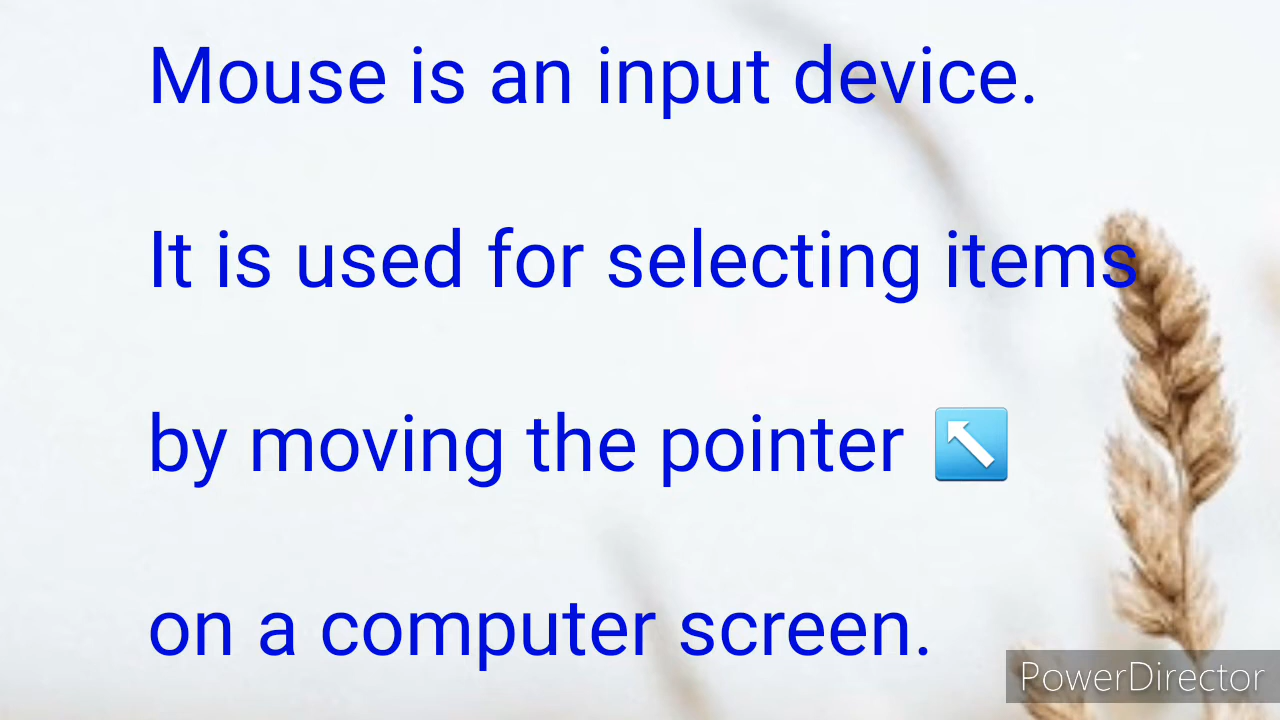 Mouse is an input device.
It is used for selecting items
by moving the pointer ↖️
on a computer screen.
PowerDirector